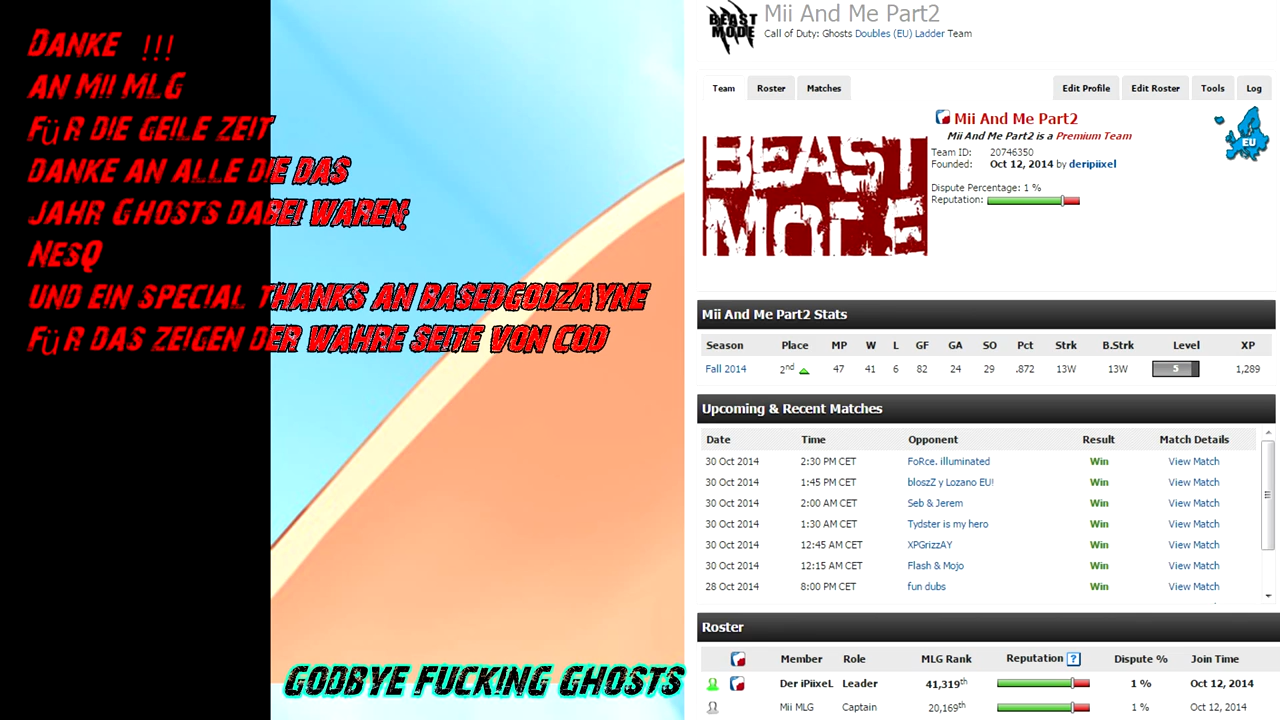 Danke !!!
an Mii MLG
Für die geile Zeit
Danke an alle die das
Jahr Ghosts dabei waren:
NesQ
und ein special thanks an basedgodzayne
Für das zeigen der wahre seite von COD
GODBYE FUCKING GHOSTS
BEAST MODE
Mii And Me Part2
Call of Duty: Ghosts Doubles (EU) Ladder Team
Team Roster Matches Edit Profile Edit Roster Tools Log
BEAST
MODE
Mii And Me Part2
Mii And Me Part2 is a Premium Team
Team ID: 20746350
Founded: Oct 12, 2014 by deripiixel
Dispute Percentage: 1 %
Reputation:
EU
Mii And Me Part2 Stats
Season Place MP W L GF GA SO Pct Strk B.Strk Level XP
Fall 2014 2nd 47 41 6 82 24 29 .872 13W 13W 5 1,289
Upcoming & Recent Matches
Date Time Opponent Result Match Details
30 Oct 2014 2:30 PM CET FoRce. illuminated Win View Match
30 Oct 2014 1:45 PM CET bloszZ y Lozano EU! Win View Match
30 Oct 2014 2:00 AM CET Seb & Jerem Win View Match
30 Oct 2014 1:30 AM CET Tydster is my hero Win View Match
30 Oct 2014 12:45 AM CET XPGrizzAY Win View Match
30 Oct 2014 12:15 AM CET Flash & Mojo Win View Match
28 Oct 2014 8:00 PM CET fun dubs Win View Match
Roster
Member Role MLG Rank Reputation ? Dispute % Join Time
Der iPiixeL Leader 41,319th 1 % Oct 12, 2014
Mii MLG Captain 20,169th 1 % Oct 12, 2014